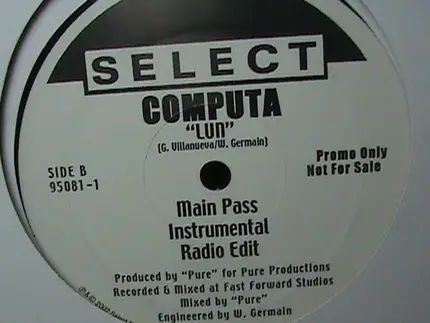 SELECT
COMPUTA
"LUN"
(G. Villanueva/W. Germain)
SIDE B
95081-1
Promo Only
Not For Sale
Main Pass
Instrumental
Radio Edit
Produced by "Pure" for Pure Productions
Recorded & Mixed at Fast Forward Studios
Mixed by "Pure"
Engineered by W. Germain